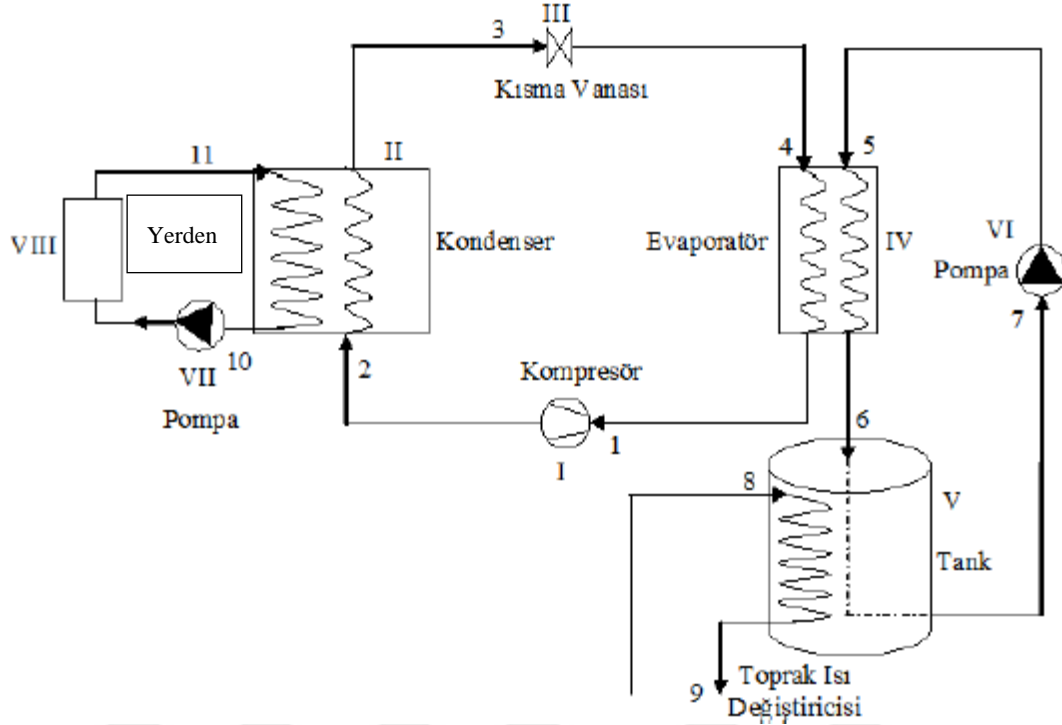 III
3
Kısma Vanası
11
II
4
5
VIII
Yerden
Kondenser
Evaporatör
IV
VI
Pompa
7
10
VII
Pompa
2
Kompresör
I
1
6
8
V
Tank
9
Toprak Isı
Değiştiricisi